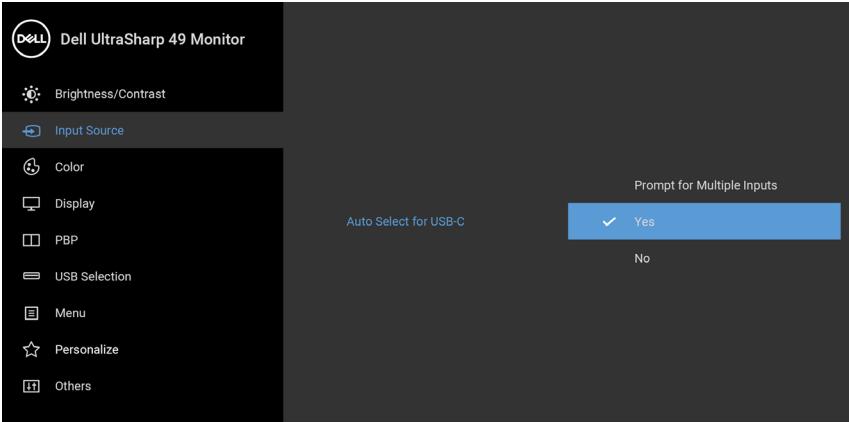 DELL
Dell UltraSharp 49 Monitor
Brightness/Contrast
Input Source
Color
Display
PBP
USB Selection
Menu
Personalize
Others
Auto Select for USB-C
Prompt for Multiple Inputs
Yes
No